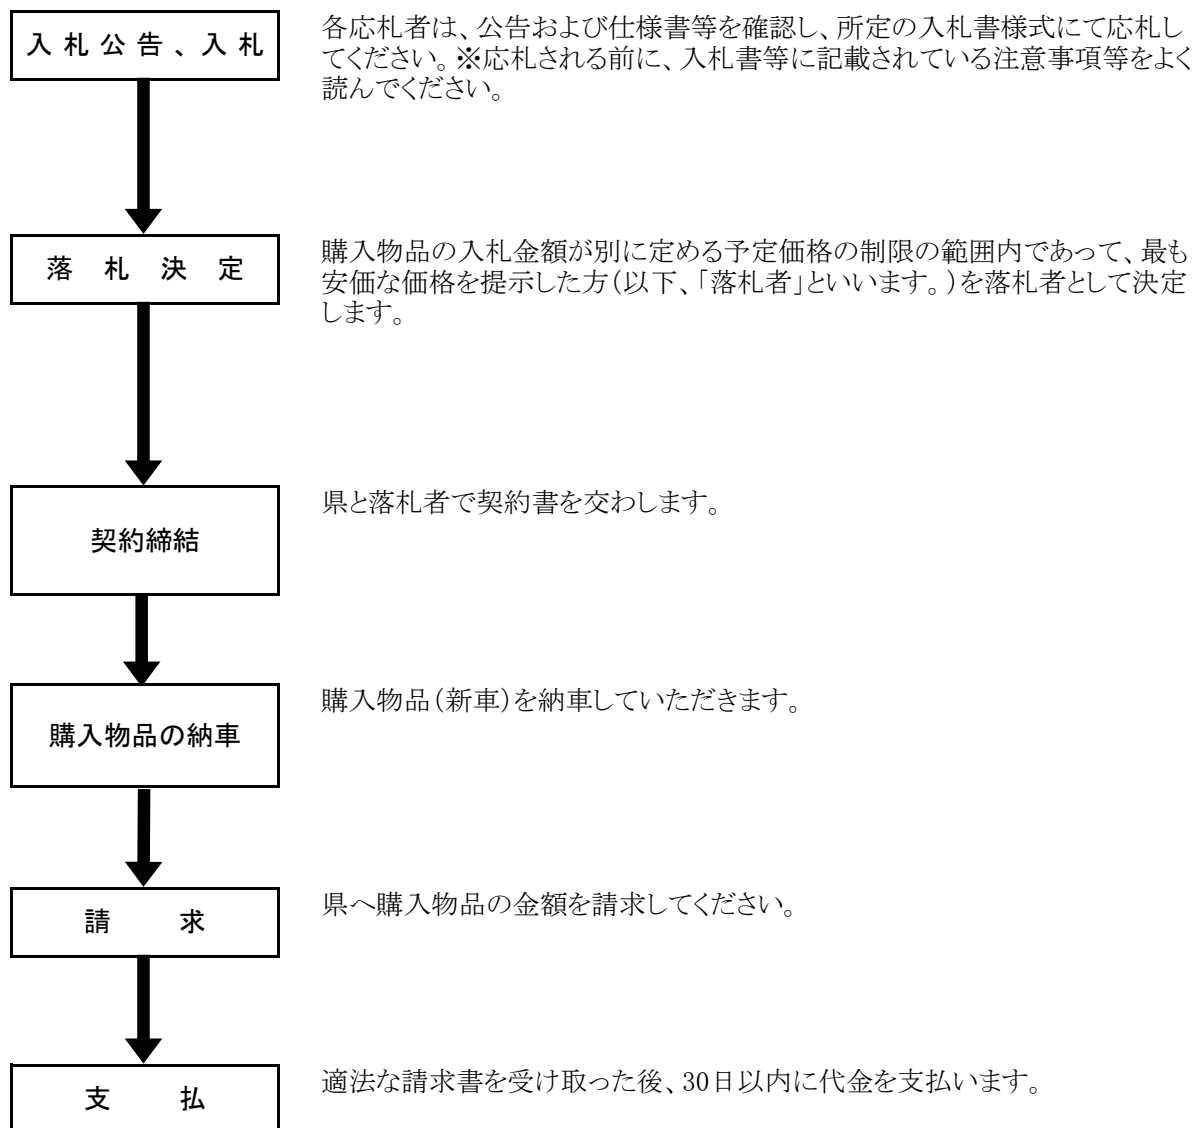 入 札 公 告 、入 札
各応札者は、公告および仕様書等を確認し、所定の入札書様式にて応札し
てください。※応札される前に、入札書等に記載されている注意事項等をよく
読んでください。
落 札 決 定
購入物品の入札金額が別に定める予定価格の制限の範囲内であって、最も
安価な価格を提示した方(以下、「落札者」といいます。)を落札者として決定
します。
契約締結
県と落札者で契約書を交わします。
購入物品の納車
購入物品(新車)を納車していただきます。
請 求
県へ購入物品の金額を請求してください。
支 払
適法な請求書を受け取った後、30日以内に代金を支払います。